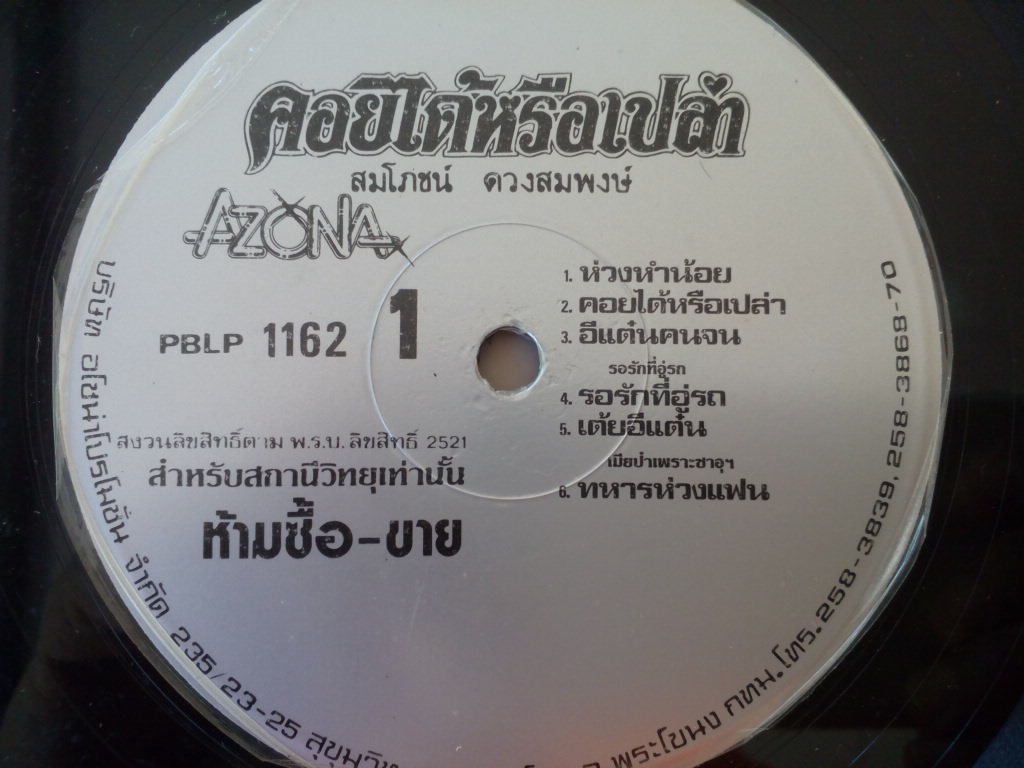 คอยได้หรือเปล่า
สมโภชน์ ดวงสมพงษ์
AZONA
PBLP 1162 1
1. ห่วงหำน้อย
2. คอยได้หรือเปล่า
3. อีแต๋นคนจน
รอรักที่อู่รถ
4. รอรักที่อู่รถ
5. เต้ยอีแต๋น
เมียป๋าเพราะซาอุฯ
6. ทหารห่วงแฟน
สงวนลิขสิทธิ์ตาม พ.ร.บ. ลิขสิทธิ์ 2521
สำหรับสถานีวิทยุเท่านั้น
ห้ามซื้อ-ขาย
บริษัท อโซน่าโปรโมชั่น จำกัด 235/23-25 พระโขนง กทม. โทร. 258-3839, 258-3869-70